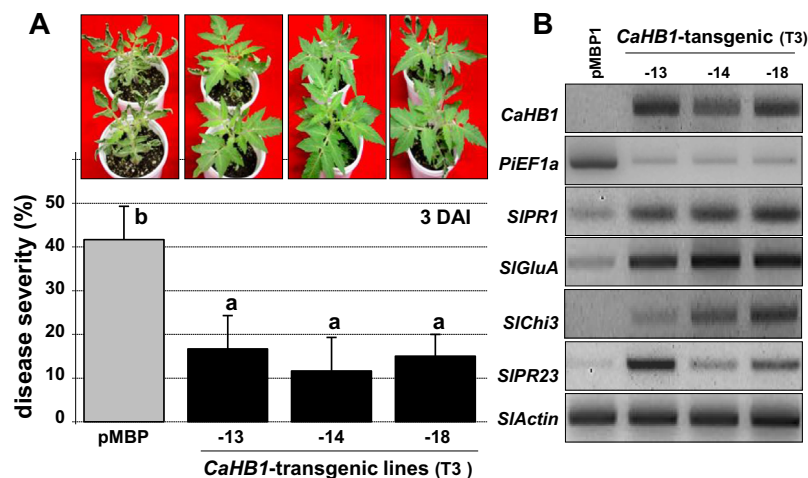 A
disease severity (%)
50
40
30
20
10
0
b
a
a
a
3 DAI
pMBP
-13
-14
-18
CaHB1-transgenic lines (T3 )
B
pMBP1
CaHB1-tansgenic (T3)
-13
-14
-18
CaHB1
PiEF1a
SlPR1
SlGluA
SlChi3
SlPR23
SlActin